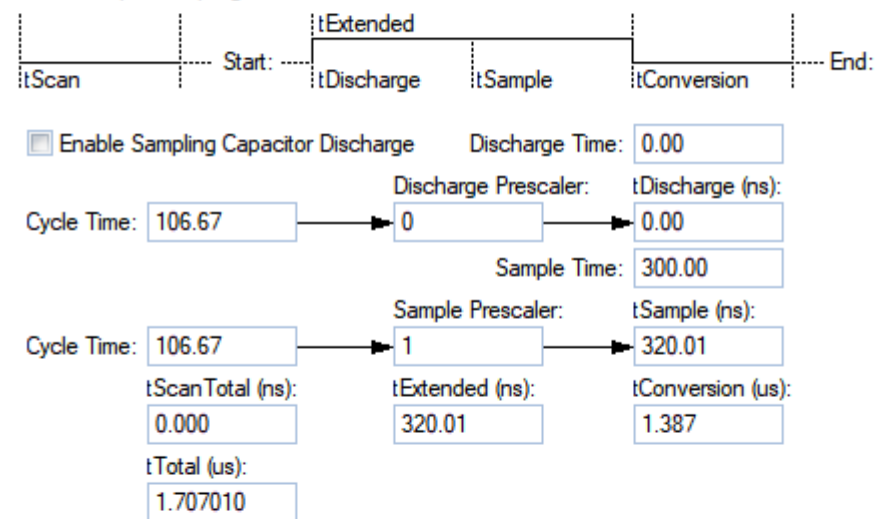 tExtended
Start: End:
tScan tDischarge tSample tConversion
Enable Sampling Capacitor Discharge Discharge Time: 0.00
Discharge Prescaler: tDischarge (ns):
Cycle Time: 106.67 0 0.00
Sample Time: 300.00
Sample Prescaler: tSample (ns):
Cycle Time: 106.67 1 320.01
tScanTotal (ns): tExtended (ns): tConversion (us):
0.000 320.01 1.387
tTotal (us):
1.707010